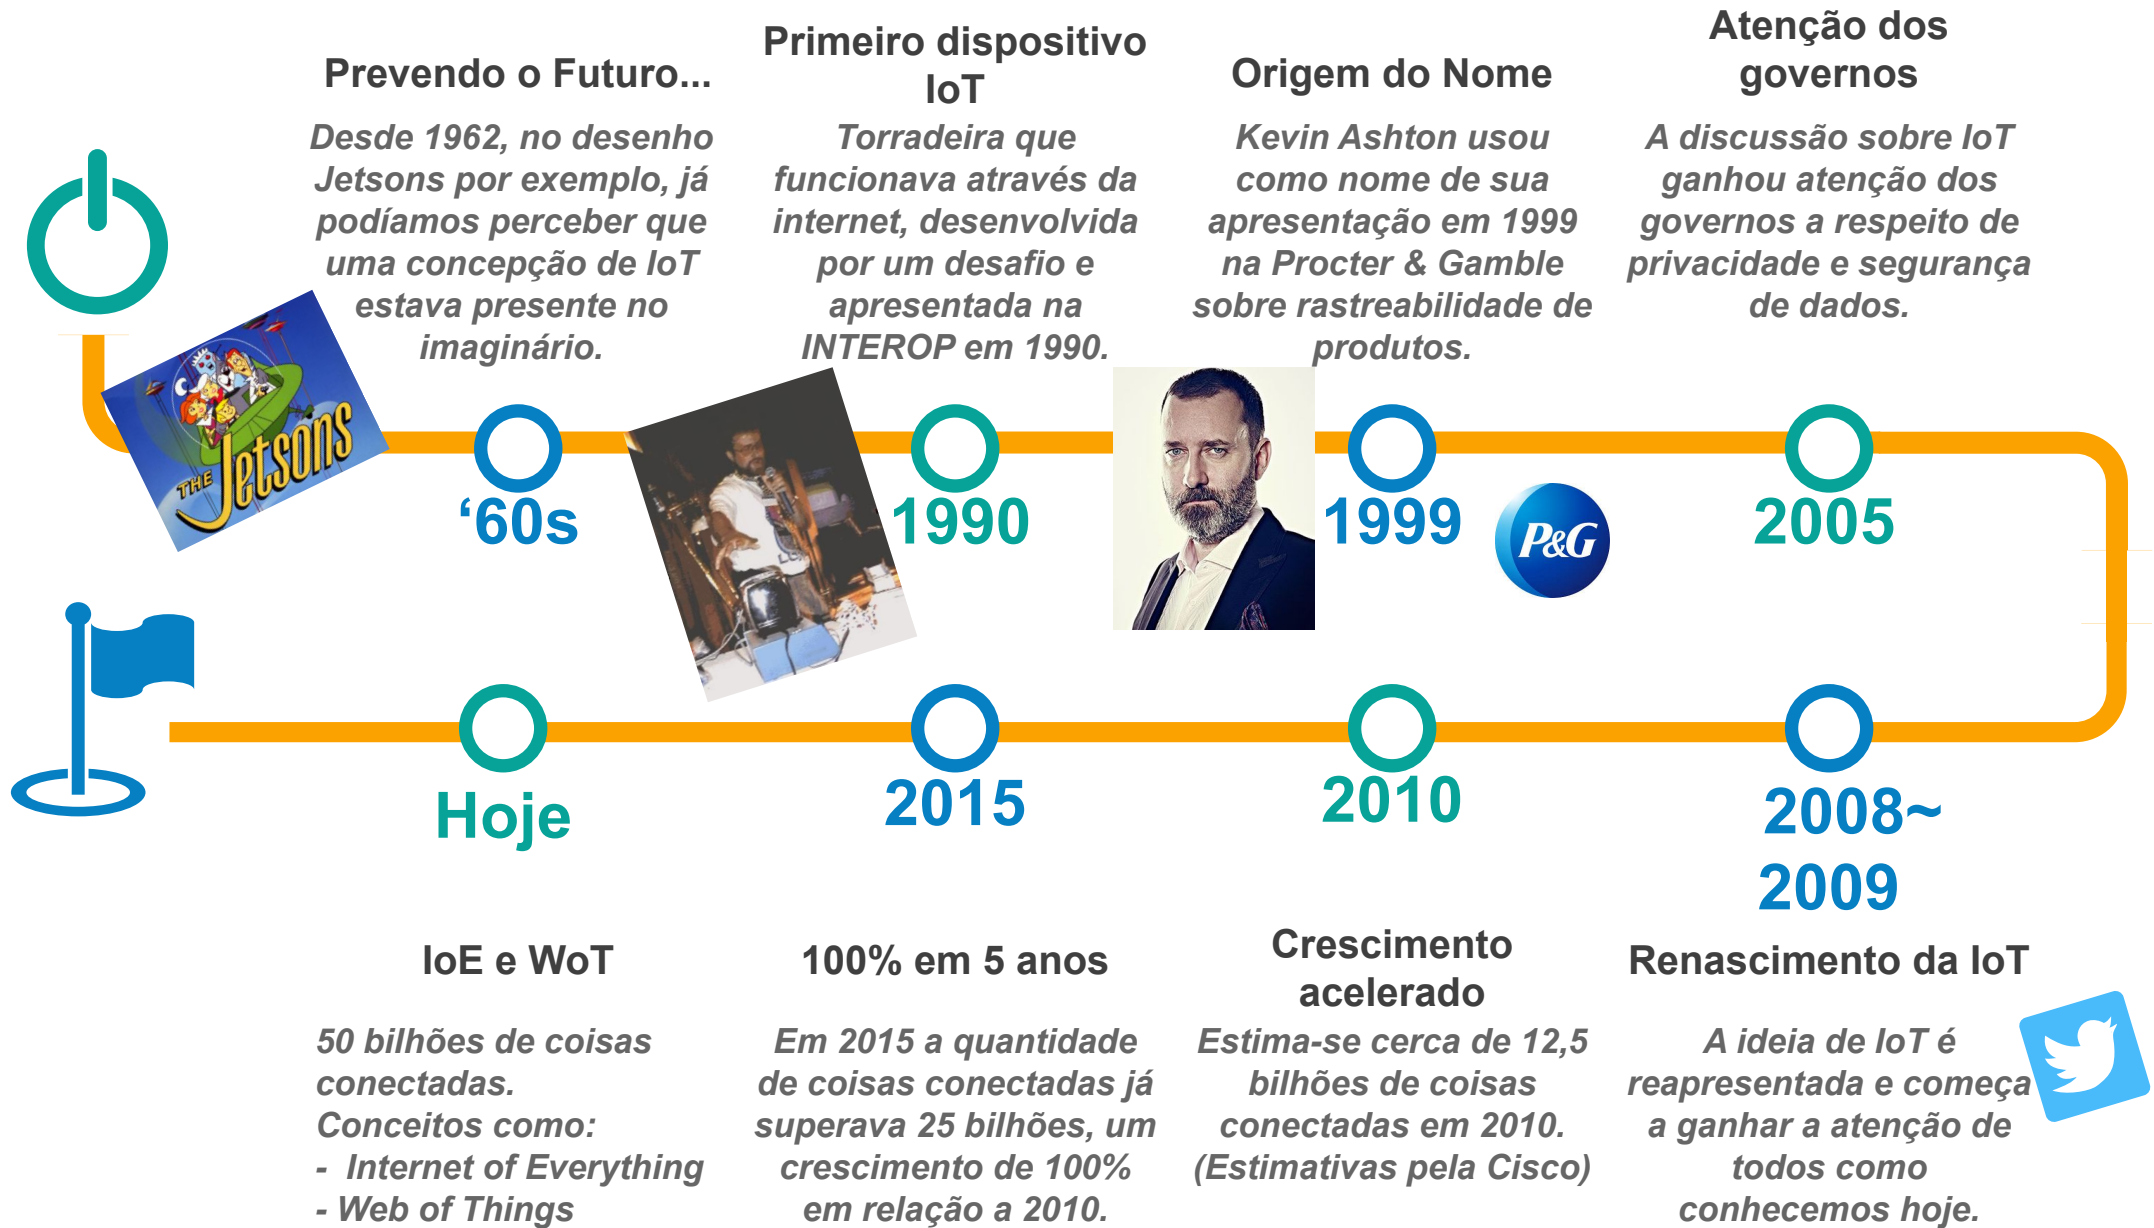 Prevendo o Futuro...
Desde 1962, no desenho
Jetsons por exemplo, já
podíamos perceber que
uma concepção de IoT
estava presente no
imaginário.
Primeiro dispositivo
IoT
Torradeira que
funcionava através da
internet, desenvolvida
por um desafio e
apresentada na
INTEROP em 1990.
Origem do Nome
Kevin Ashton usou
como nome de sua
apresentação em 1999
na Procter & Gamble
sobre rastreabilidade de
produtos.
Atenção dos
governos
A discussão sobre IoT
ganhou atenção dos
governos a respeito de
privacidade e segurança
de dados.
THE Jetsons
‘60s
1990
1999
P&G
2005
Hoje
2015
2010
2008~
2009
IoE e WoT
50 bilhões de coisas
conectadas.
Conceitos como:
- Internet of Everything
- Web of Things
100% em 5 anos
Em 2015 a quantidade
de coisas conectadas já
superava 25 bilhões, um
crescimento de 100%
em relação a 2010.
Crescimento
acelerado
Estima-se cerca de 12,5
bilhões de coisas
conectadas em 2010.
(Estimativas pela Cisco)
Renascimento da IoT
A ideia de IoT é
reapresentada e começa
a ganhar a atenção de
todos como
conhecemos hoje.